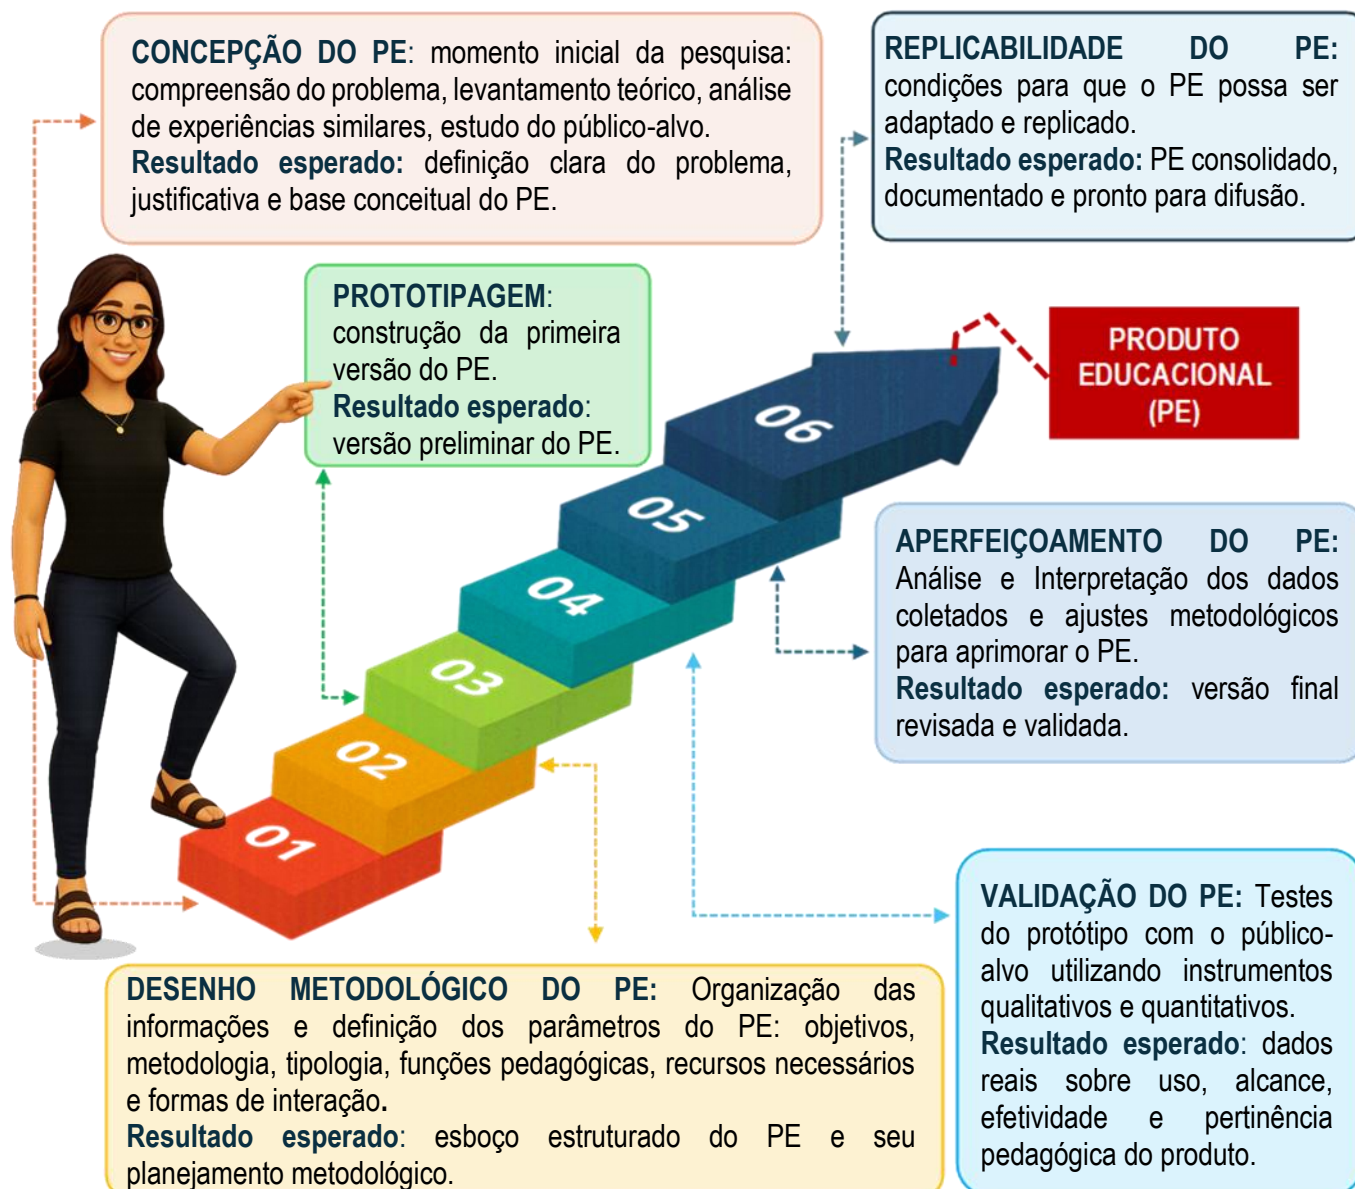 CONCEPÇÃO DO PE: momento inicial da pesquisa:
compreensão do problema, levantamento teórico, análise
de experiências similares, estudo do público-alvo.
Resultado esperado: definição clara do problema,
justificativa e base conceitual do PE.
REPLICABILIDADE DO PE:
condições para que o PE possa ser
adaptado e replicado.
Resultado esperado: PE consolidado,
documentado e pronto para difusão.
PROTOTIPAGEM:
construção da primeira
versão do PE.
Resultado esperado:
versão preliminar do PE.
PRODUTO
EDUCACIONAL
(PE)
06
05
04
03
02
01
APERFEIÇOAMENTO DO PE:
Análise e Interpretação dos dados
coletados e ajustes metodológicos
para aprimorar o PE.
Resultado esperado: versão final
revisada e validada.
VALIDAÇÃO DO PE: Testes
do protótipo com o público-
alvo utilizando instrumentos
qualitativos e quantitativos.
Resultado esperado: dados
reais sobre uso, alcance,
efetividade e pertinência
pedagógica do produto.
DESENHO METODOLÓGICO DO PE: Organização das
informações e definição dos parâmetros do PE: objetivos,
metodologia, tipologia, funções pedagógicas, recursos necessários
e formas de interação.
Resultado esperado: esboço estruturado do PE e seu
planejamento metodológico.